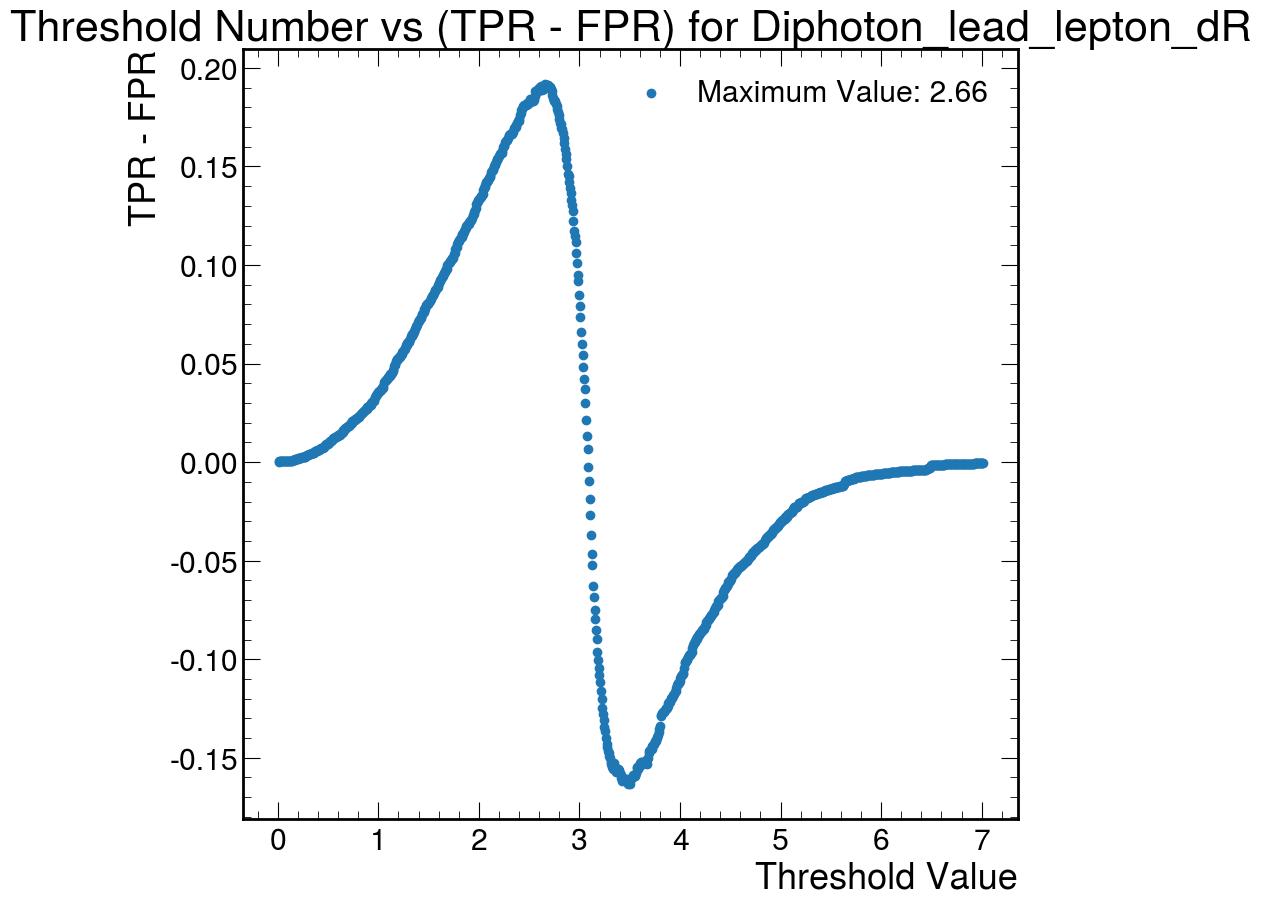 Threshold Number vs (TPR - FPR) for Diphoton_lead_lepton_dR
TPR - FPR
Maximum Value: 2.66
0.20
0.15
0.10
0.05
0.00
-0.05
-0.10
-0.15
0 1 2 3 4 5 6 7
Threshold Value